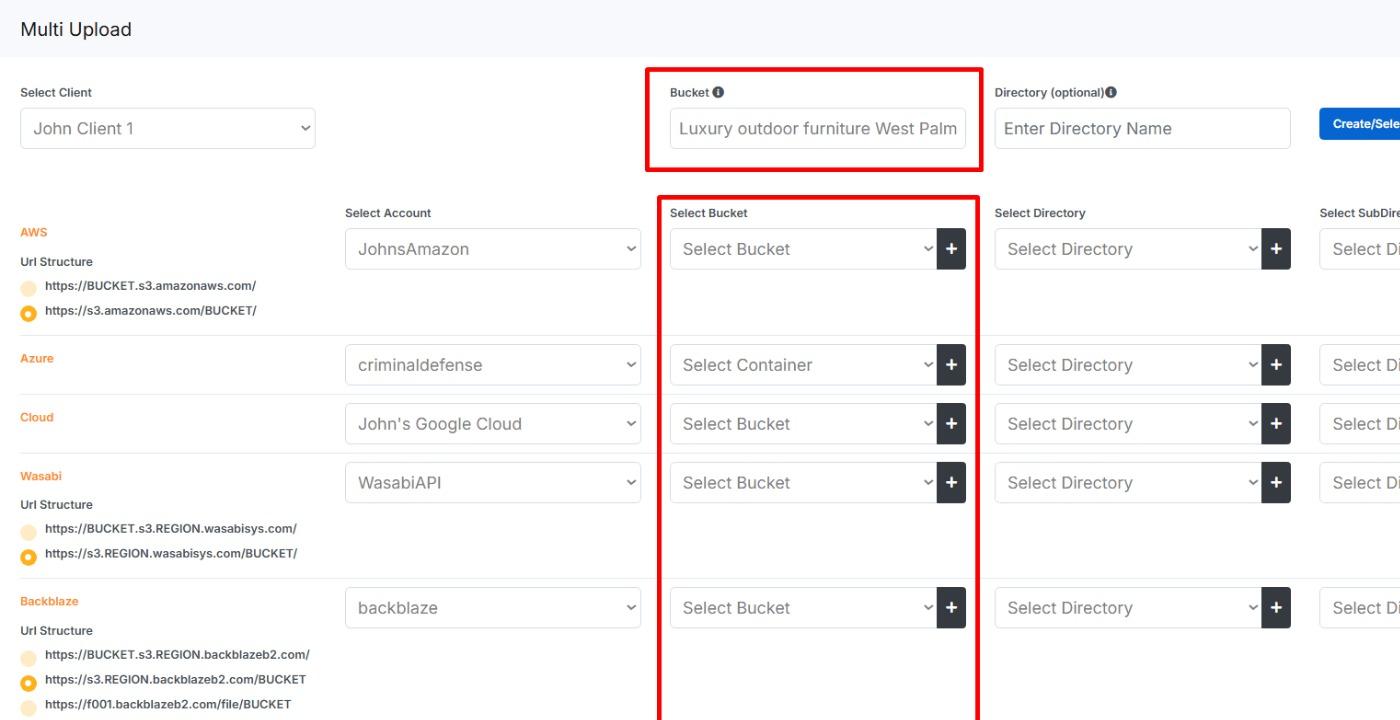 Multi Upload
Select Client
Bucket
Directory (optional)
John Client 1
Luxury outdoor furniture West Palm
Enter Directory Name
Create/Sele
Select Account
Select Bucket
Select Directory
Select SubDire
AWS
JohnsAmazon
Select Bucket
Select Directory
Select Di
Url Structure
https://BUCKET.s3.amazonaws.com/
https://s3.amazonaws.com/BUCKET/
Azure
criminaldefense
Select Container
Select Directory
Select Di
Cloud
John's Google Cloud
Select Bucket
Select Directory
Select Di
Wasabi
WasabiAPI
Select Bucket
Select Directory
Select Di
Url Structure
https://BUCKET.s3.REGION.wasabisys.com/
https://s3.REGION.wasabisys.com/BUCKET/
Backblaze
backblaze
Select Bucket
Select Directory
Select Di
Url Structure
https://BUCKET.s3.REGION.backblazeb2.com/
https://s3.REGION.backblazeb2.com/BUCKET
https://f001.backblazeb2.com/file/BUCKET